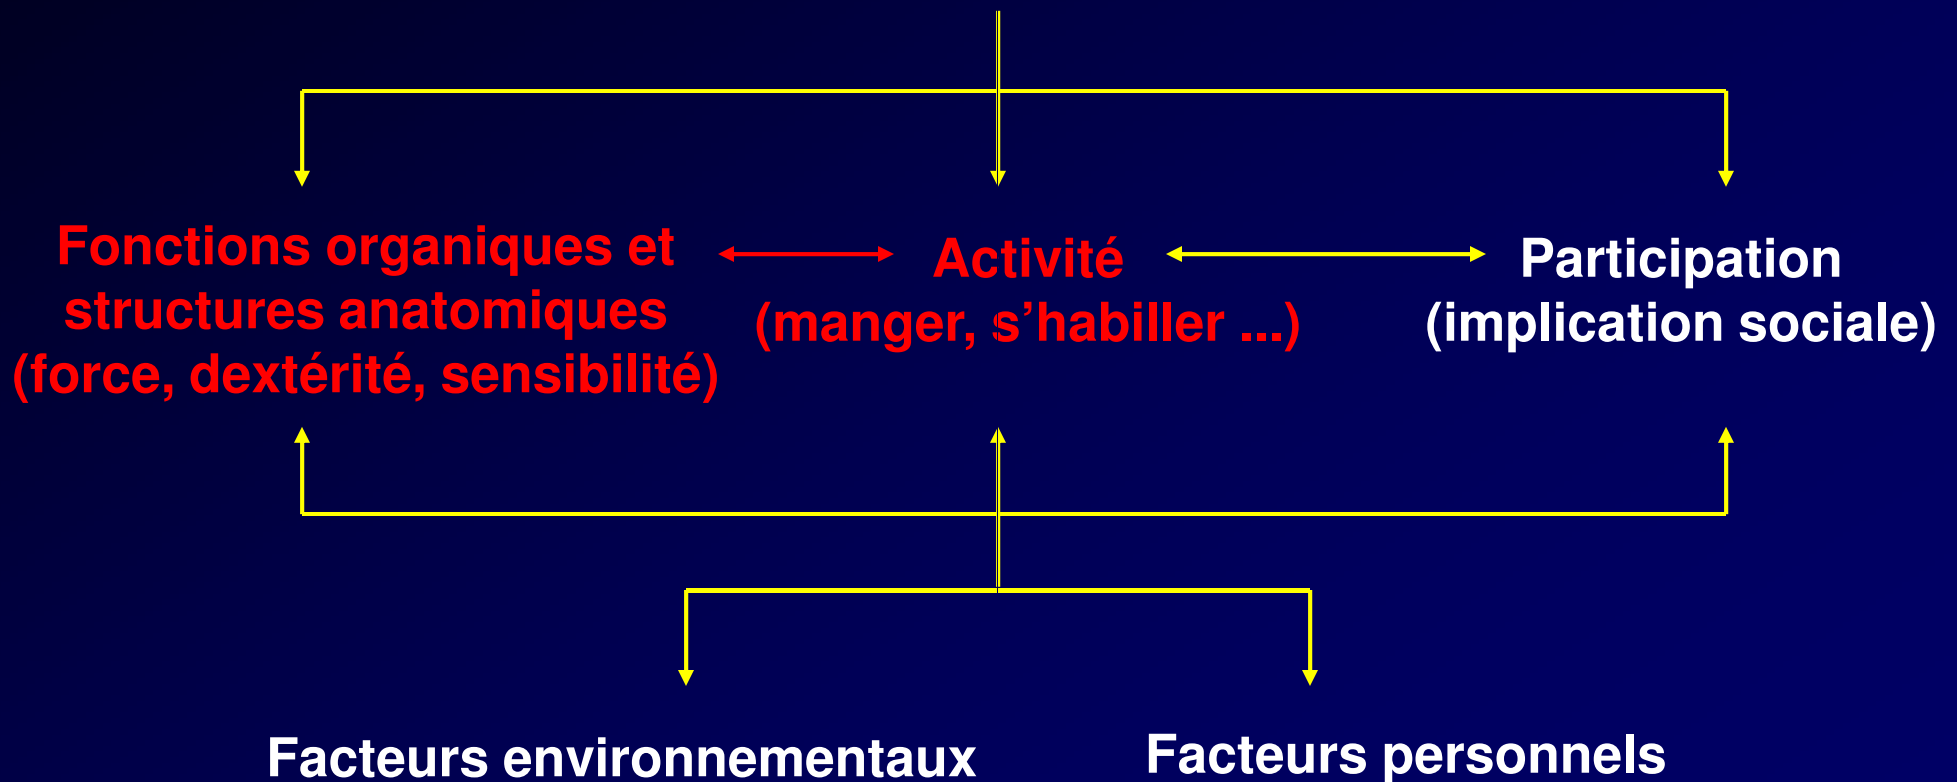 Fonctions organiques et
structures anatomiques
(force, dextérité, sensibilité)
Activité
(manger, s’habiller ...)
Participation
(implication sociale)
Facteurs environnementaux
Facteurs personnels